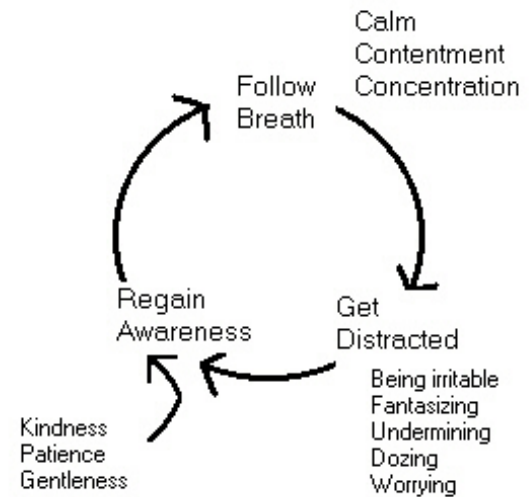 Calm
Contentment
Concentration
Follow
Breath
Regain
Awareness
Get
Distracted
Being irritable
Fantasizing
Undermining
Dozing
Worrying
Kindness
Patience
Gentleness